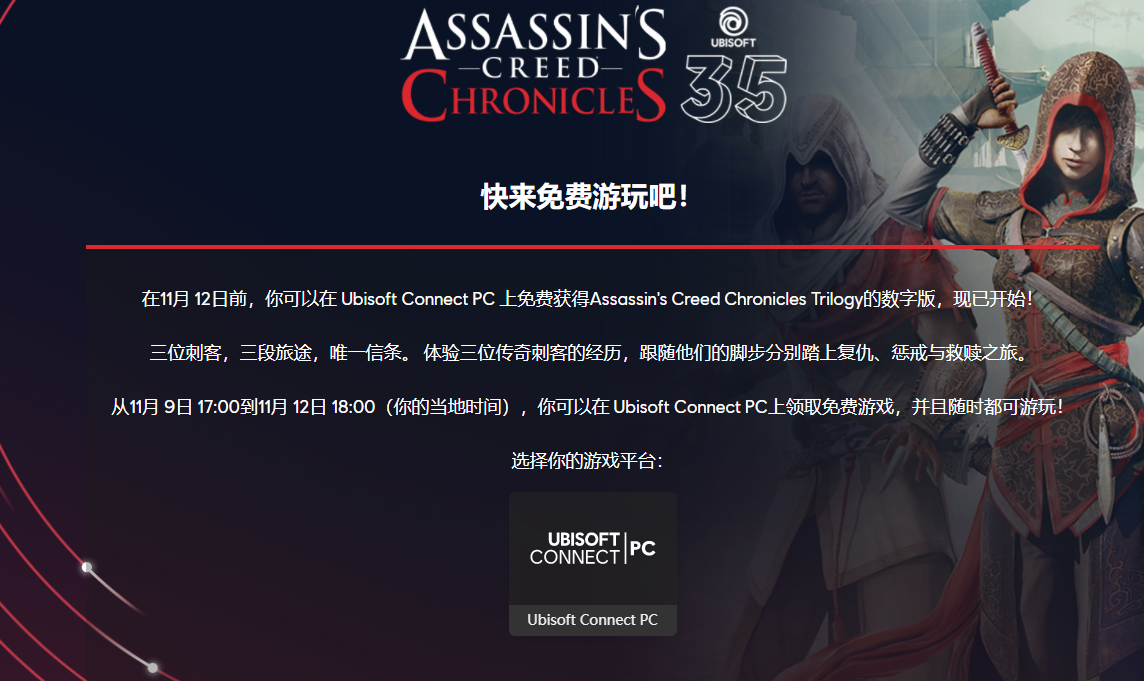 ASSASSIN'S
CREED
CHRONICLES
UBISOFT
35
快来免费游玩吧！
在11月 12日前，你可以在 Ubisoft Connect PC 上免费获得Assassin's Creed Chronicles Trilogy的数字版，现已开始！
三位刺客，三段旅途，唯一信条。 体验三位传奇刺客的经历，跟随他们的脚步分别踏上复仇、惩戒与救赎之旅。
从11月 9日 17:00到11月 12日 18:00（你的当地时间），你可以在 Ubisoft Connect PC上领取免费游戏，并且随时都可游玩！
选择你的游戏平台：
UBISOFT
CONNECT | PC
Ubisoft Connect PC